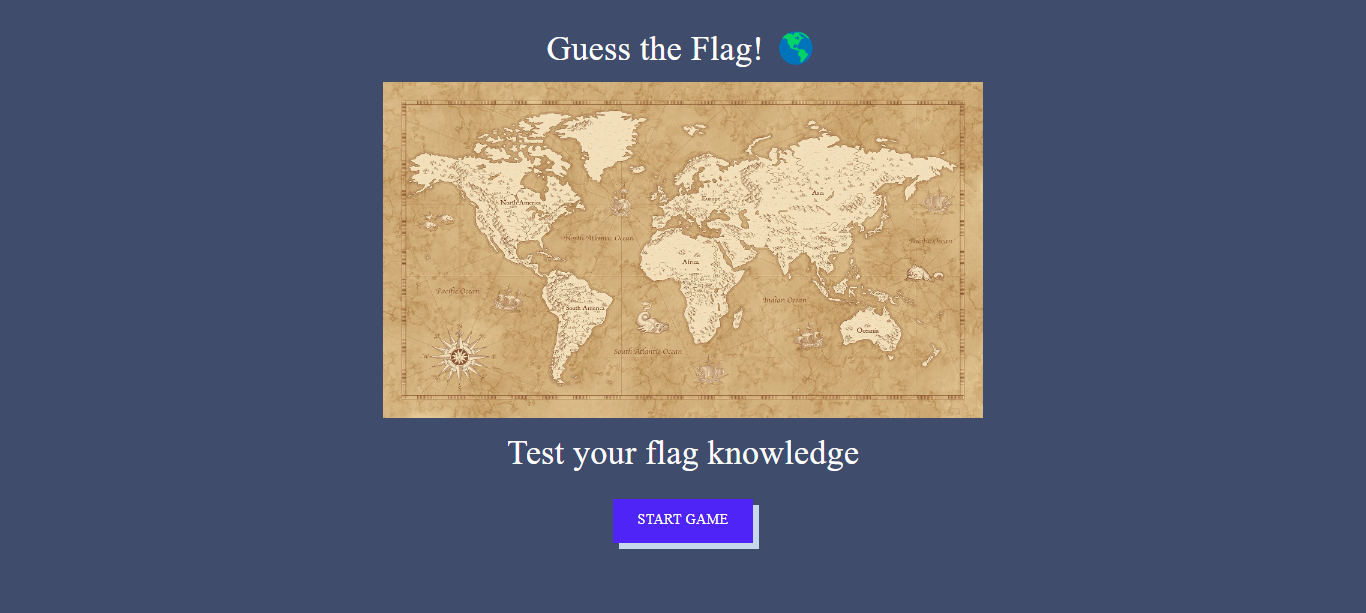 Guess the Flag! 🌎
North America
Europe
Asia
North Atlantic Ocean
Pacific Ocean
Africa
Pacific Ocean
Indian Ocean
South America
Oceania
South Atlantic Ocean
Test your flag knowledge
START GAME